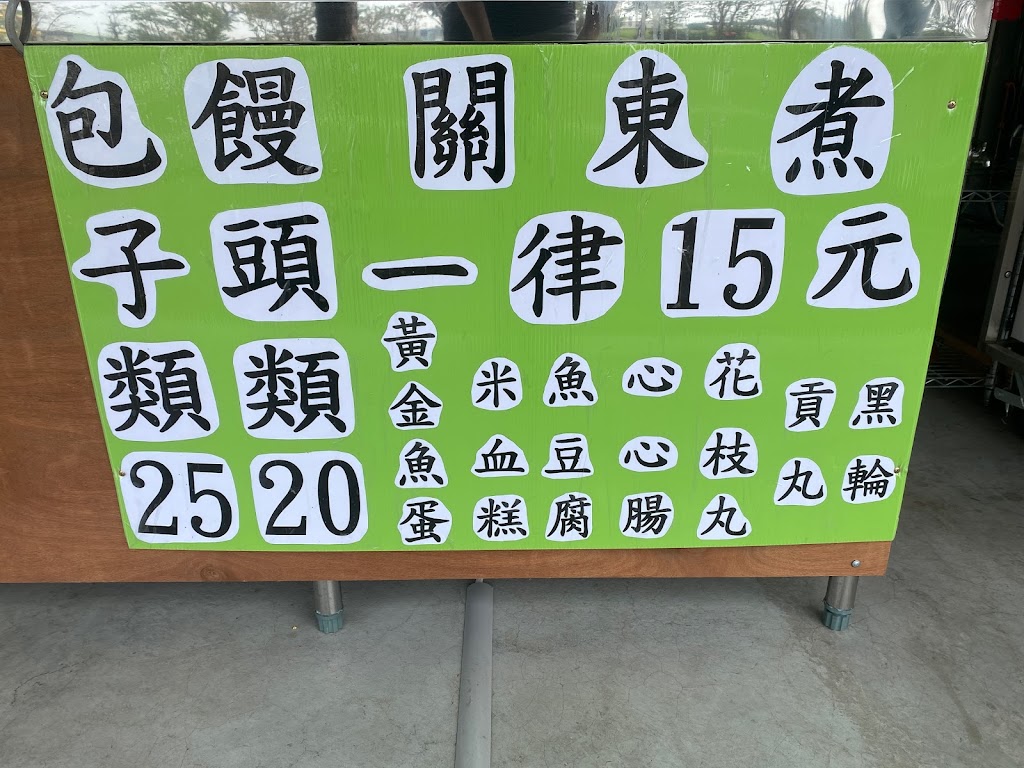 關東煮
一律15元
黑輪
貢丸
花枝丸
心心腸
魚豆腐
米血糕
黃金魚蛋
饅頭類20
包子類25